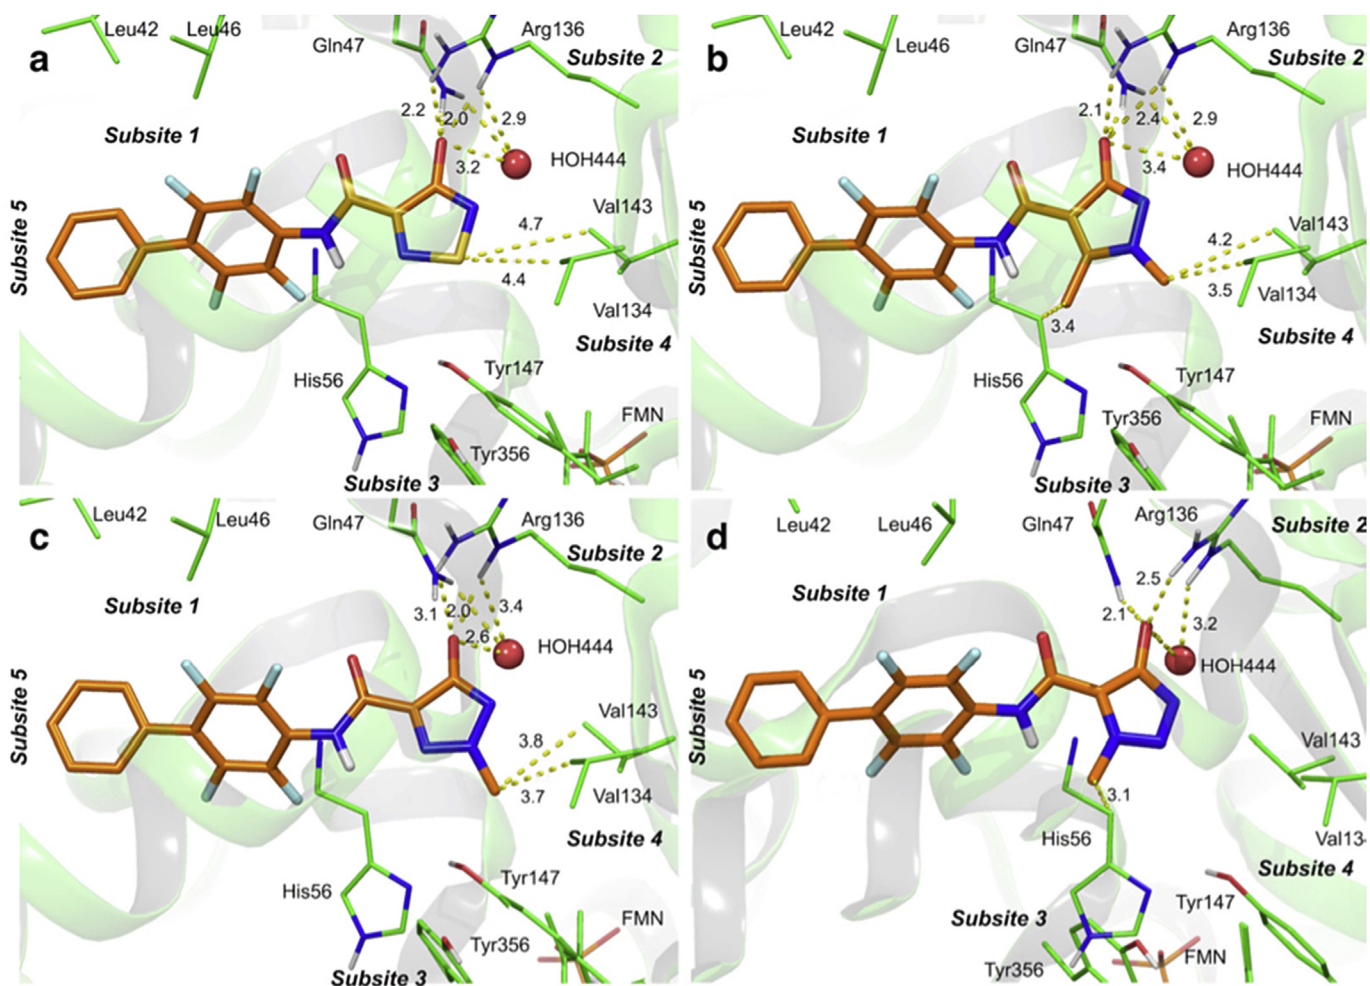 a
Leu42
Leu46
Gln47
Arg136
Subsite 2
2.2
2.0
2.9
Subsite 1
3.2
HOH444
Subsite 5
4.7
Val143
4.4
Val134
Subsite 4
His56
Tyr147
FMN
Tyr356
Subsite 3
b
Leu42
Leu46
Gln47
Arg136
Subsite 2
2.1
2.4
2.9
Subsite 1
3.4
HOH444
Subsite 5
4.2
Val143
3.5
Val134
3.4
Subsite 4
His56
Tyr147
Tyr356
FMN
Subsite 3
c
Leu42
Leu46
Gln47
Arg136
Subsite 2
Subsite 1
3.1
2.0
3.4
2.6
HOH444
Subsite 5
3.8
Val143
3.7
Val134
Subsite 4
His56
Tyr147
FMN
Tyr356
Subsite 3
d
Leu42
Leu46
Gln47
Arg136
Subsite 2
2.5
Subsite 1
2.1
3.2
HOH444
Subsite 5
Val143
3.1
His56
Val13
Subsite 4
Tyr147
Subsite 3
FMN
Tyr356